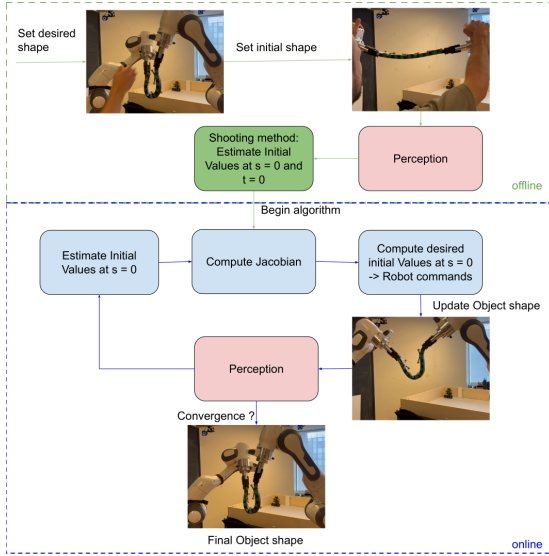 Set desired
shape
Set initial shape
Shooting method:
Estimate Initial
Values at s = 0 and
t = 0
Perception
offline
Begin algorithm
Estimate Initial
Values at s = 0
Compute Jacobian
Compute desired
initial Values at s = 0
-> Robot commands
Update Object shape
Perception
Convergence ?
Final Object shape
online